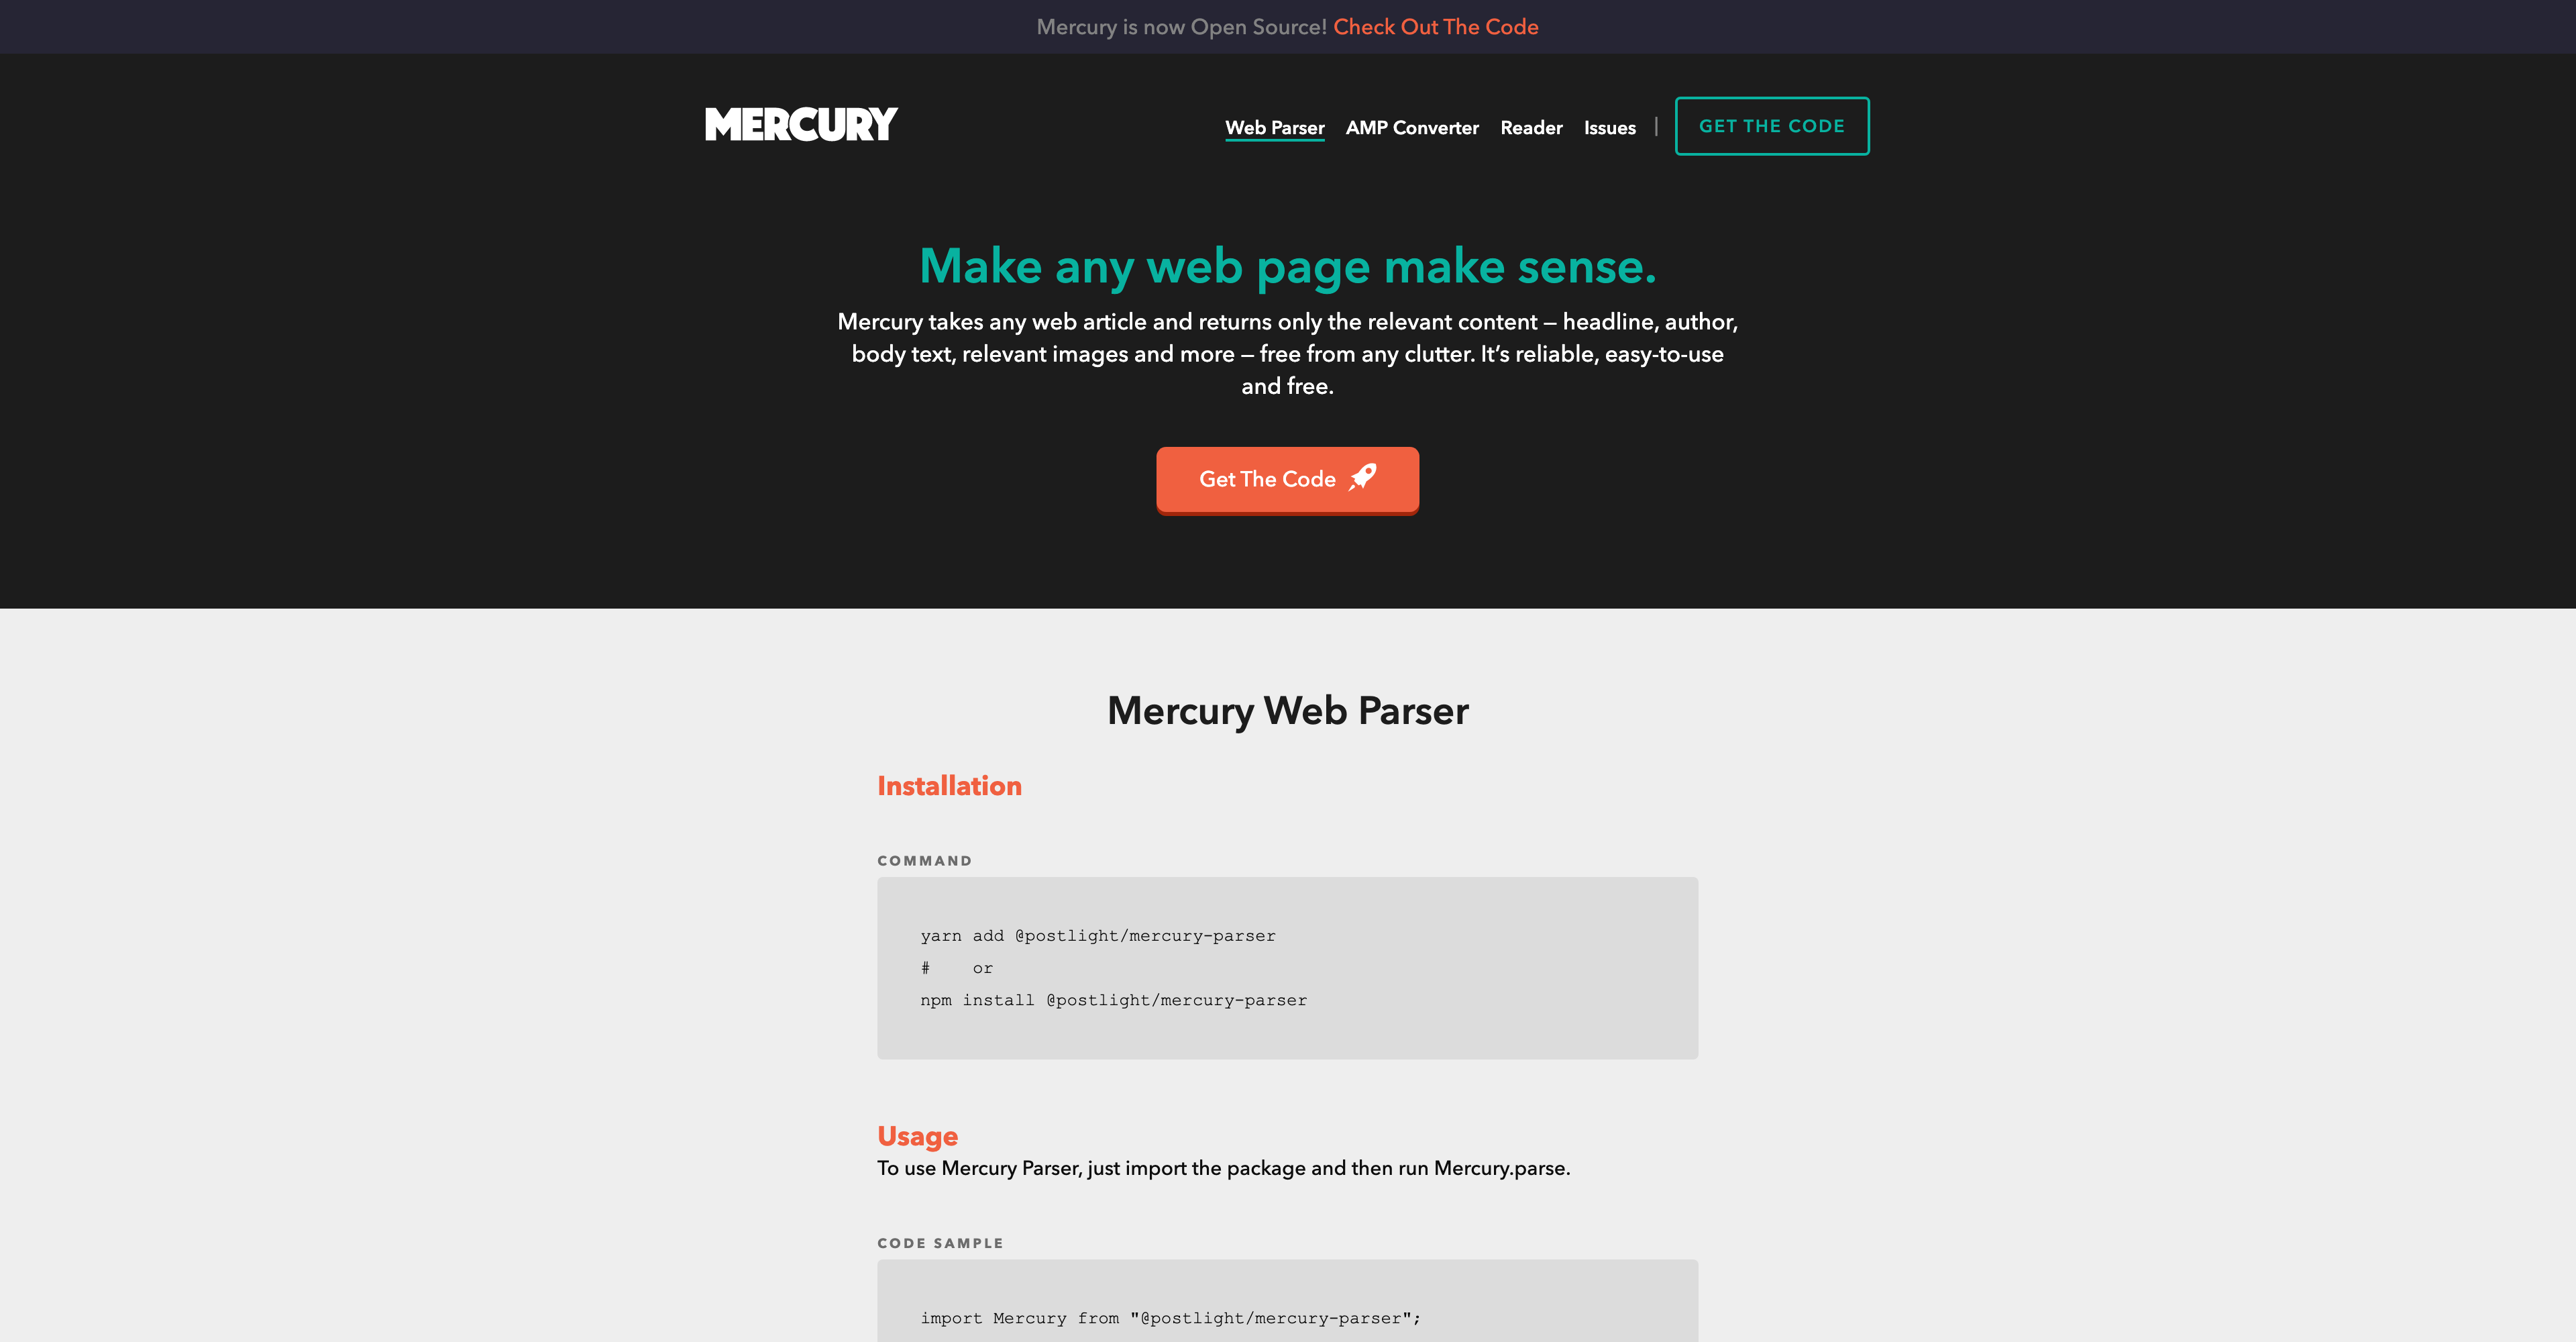 Mercury is now Open Source! Check Out The Code
MERCURY
Web Parser AMP Converter Reader Issues | GET THE CODE
Make any web page make sense.
Mercury takes any web article and returns only the relevant content — headline, author,
body text, relevant images and more — free from any clutter. It’s reliable, easy-to-use
and free.
Get The Code
Mercury Web Parser
Installation
COMMAND
yarn add @postlight/mercury-parser
#    or
npm install @postlight/mercury-parser
Usage
To use Mercury Parser, just import the package and then run Mercury.parse.
CODE SAMPLE
import Mercury from "@postlight/mercury-parser";